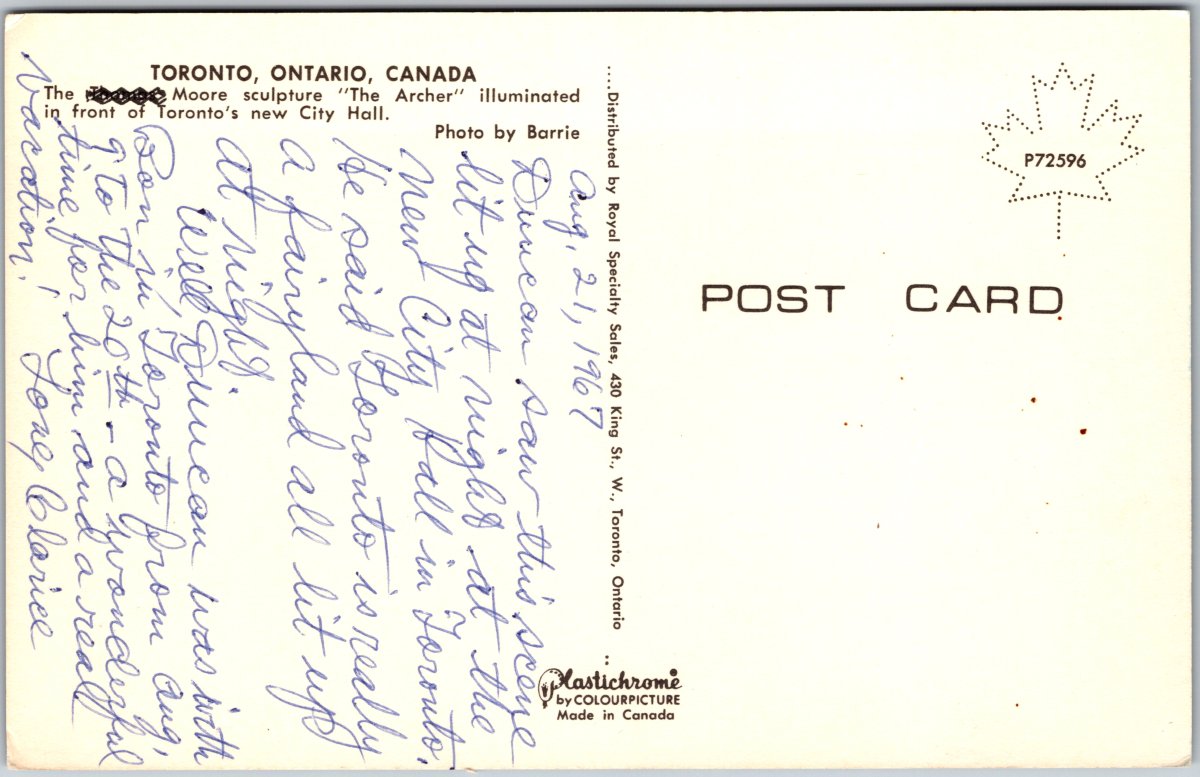 TORONTO, ONTARIO, CANADA
The Moore sculpture "The Archer" illuminated
in front of Toronto's new City Hall.
Photo by Barrie
Aug. 21, 1967
Duncan saw this scene
lit up at night at the
New City Hall in Toronto.
He said Toronto is really
a fairyland all lit up
at night
Well Duncan was with
in Toronto from Aug.
9 to the 20th - a wonderful
time for him and a real
vacation! Love Clarice
....Distributed by Royal Specialty Sales, 430 King St., W., Toronto, Ontario
Plastichrome
by COLOURPICTURE
Made in Canada
P72596
POST CARD